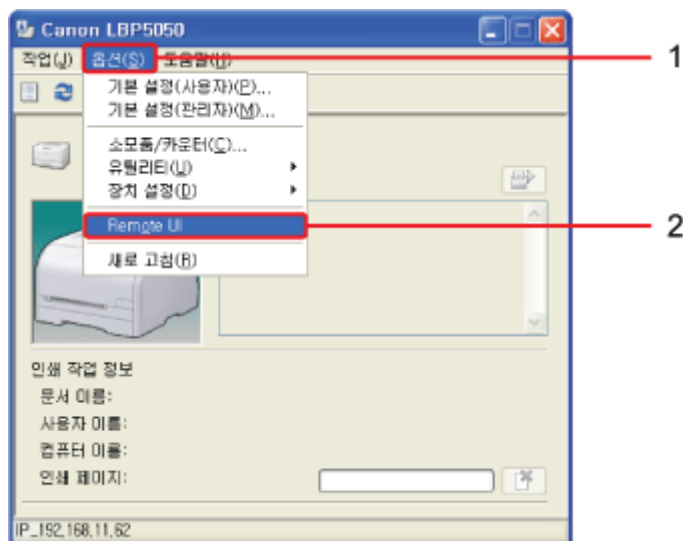 Canon LBP5050
작업(J) 옵션(S) 도움말(H)
1
기본 설정(사용자)(P)...
기본 설정(관리자)(M)...
소모품/카운터(C)...
유틸리티(U)
장치 설정(D)
Remote UI
2
새로 고침(R)
인쇄 작업 정보
문서 이름:
사용자 이름:
컴퓨터 이름:
인쇄 페이지:
IP_192,168,11,62